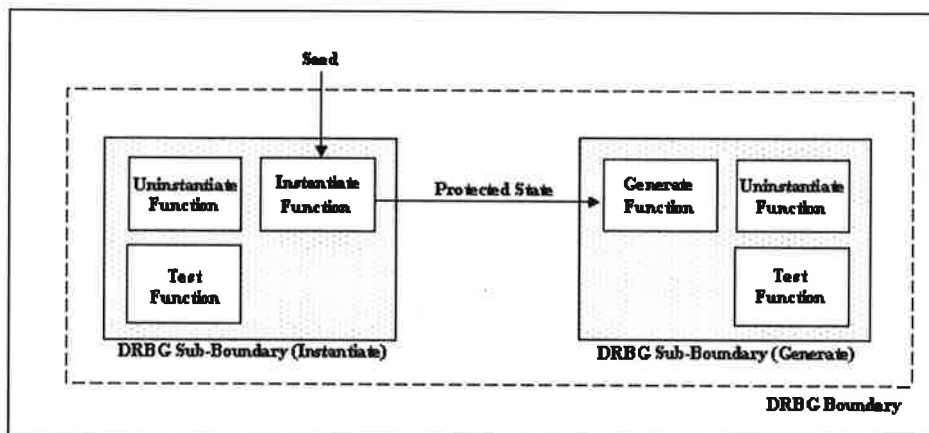 Seed
Uninstantiate
Function
Instantiate
Function
Protected State
Generate
Function
Uninstantiate
Function
Test
Function
Test
Function
DRBG Sub-Boundary (Instantiate)
DRBG Sub-Boundary (Generate)
DRBG Boundary